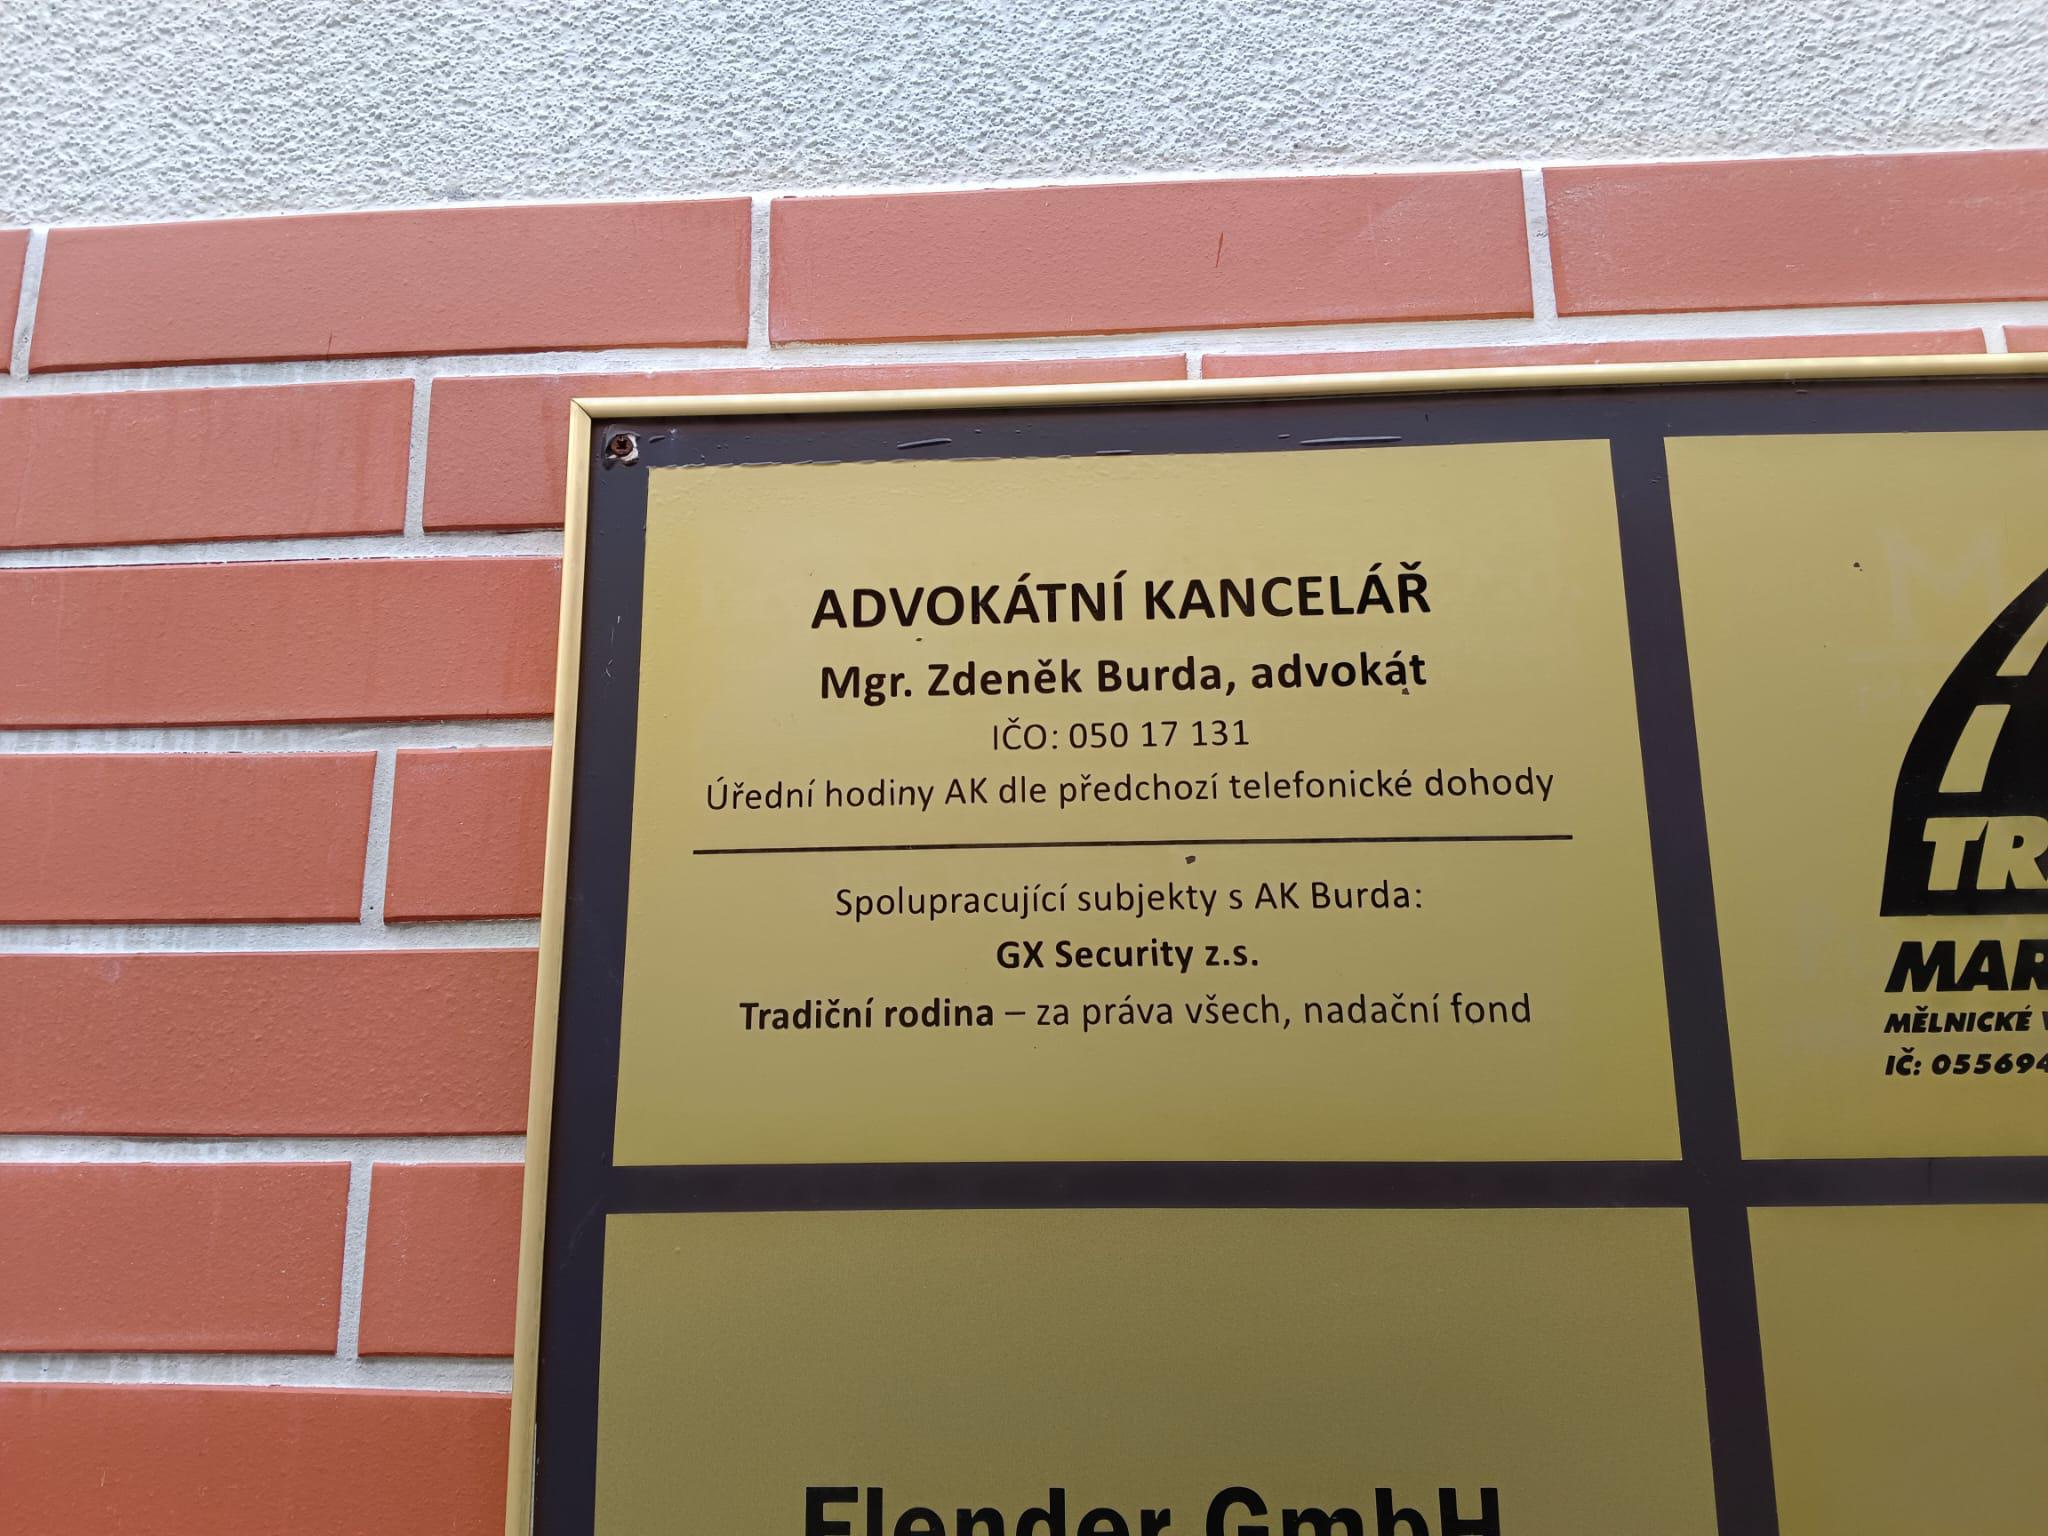 ADVOKÁTNÍ KANCELÁŘ
Mgr. Zdeněk Burda, advokát
IČO: 050 17 131
Úřední hodiny AK dle předchozí telefonické dohody
Spolupracující subjekty s AK Burda:
GX Security z.s.
Tradiční rodina – za práva všech, nadační fond
TR
MAR
MĚLNICKÉ
IČ: 055694
Flender GmbH